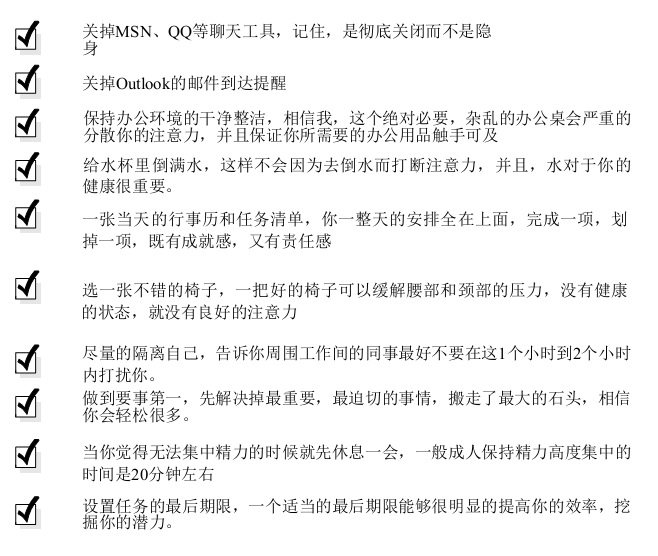 关掉MSN、QQ等聊天工具，记住，是彻底关闭而不是隐
身
关掉Outlook的邮件到达提醒
保持办公环境的干净整洁，相信我，这个绝对必要，杂乱的办公桌会严重的
分散你的注意力，并且保证你所需要的办公用品触手可及
给水杯里倒满水，这样不会因为去倒水而打断注意力，并且，水对于你的
健康很重要。
一张当天的行事历和任务清单，你一整天的安排全在上面，完成一项，划
掉一项，既有成就感，又有责任感
选一张不错的椅子，一把好的椅子可以缓解腰部和颈部的压力，没有健康
的状态，就没有良好的注意力
尽量的隔离自己，告诉你周围工作间的同事最好不要在这1个小时到2个小时
内打扰你。
做到要事第一，先解决掉最重要，最迫切的事情，搬走了最大的石头，相信
你会轻松很多。
当你觉得无法集中精力的时候就先休息一会，一般成人保持精力高度集中的
时间是20分钟左右
设置任务的最后期限，一个适当的最后期限能够很明显的提高你的效率，挖
掘你的潜力。